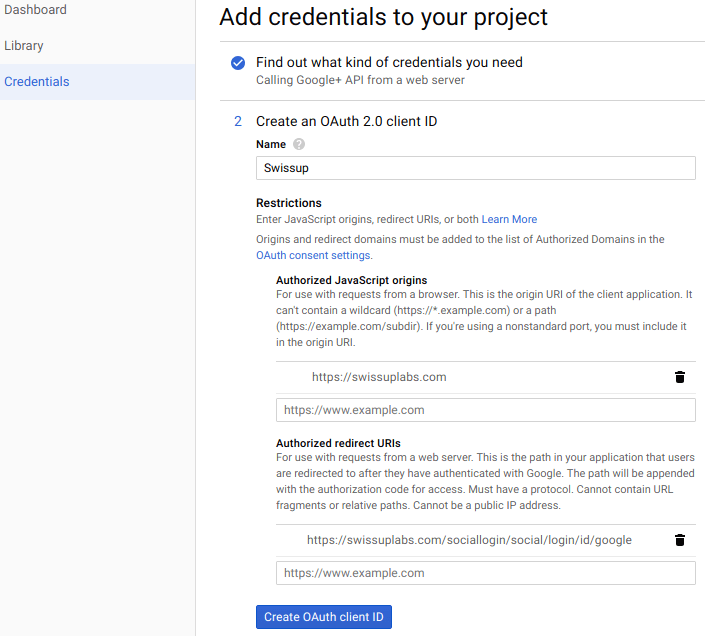 Dashboard
Library
Credentials
Add credentials to your project
Find out what kind of credentials you need
Calling Google+ API from a web server
2 Create an OAuth 2.0 client ID
Name ?
Swissup
Restrictions
Enter JavaScript origins, redirect URIs, or both Learn More
Origins and redirect domains must be added to the list of Authorized Domains in the
OAuth consent settings.
Authorized JavaScript origins
For use with requests from a browser. This is the origin URI of the client application. It
can't contain a wildcard (https://*.example.com) or a path
(https://example.com/subdir). If you're using a nonstandard port, you must include it
in the origin URI.
https://swissuplabs.com
https://www.example.com
Authorized redirect URIs
For use with requests from a web server. This is the path in your application that users
are redirected to after they have authenticated with Google. The path will be appended
with the authorization code for access. Must have a protocol. Cannot contain URL
fragments or relative paths. Cannot be a public IP address.
https://swissuplabs.com/sociallogin/social/login/id/google
https://www.example.com
Create OAuth client ID